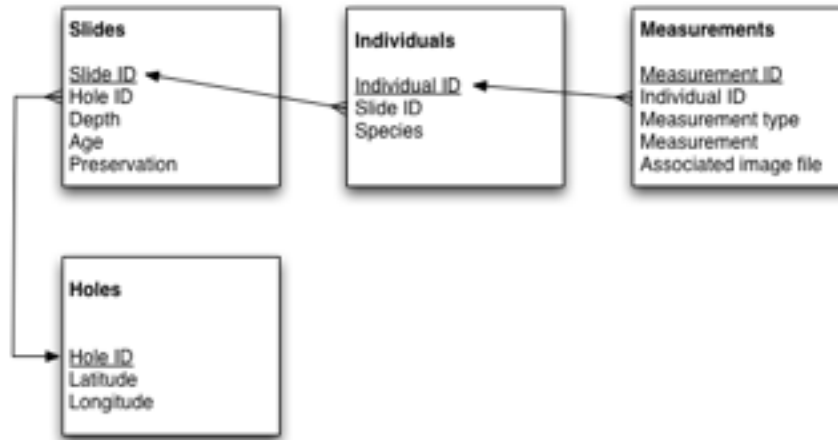 Slides
Slide ID
Hole ID
Depth
Age
Preservation
Individuals
Individual ID
Slide ID
Species
Measurements
Measurement ID
Individual ID
Measurement type
Measurement
Associated image file
Holes
Hole ID
Latitude
Longitude